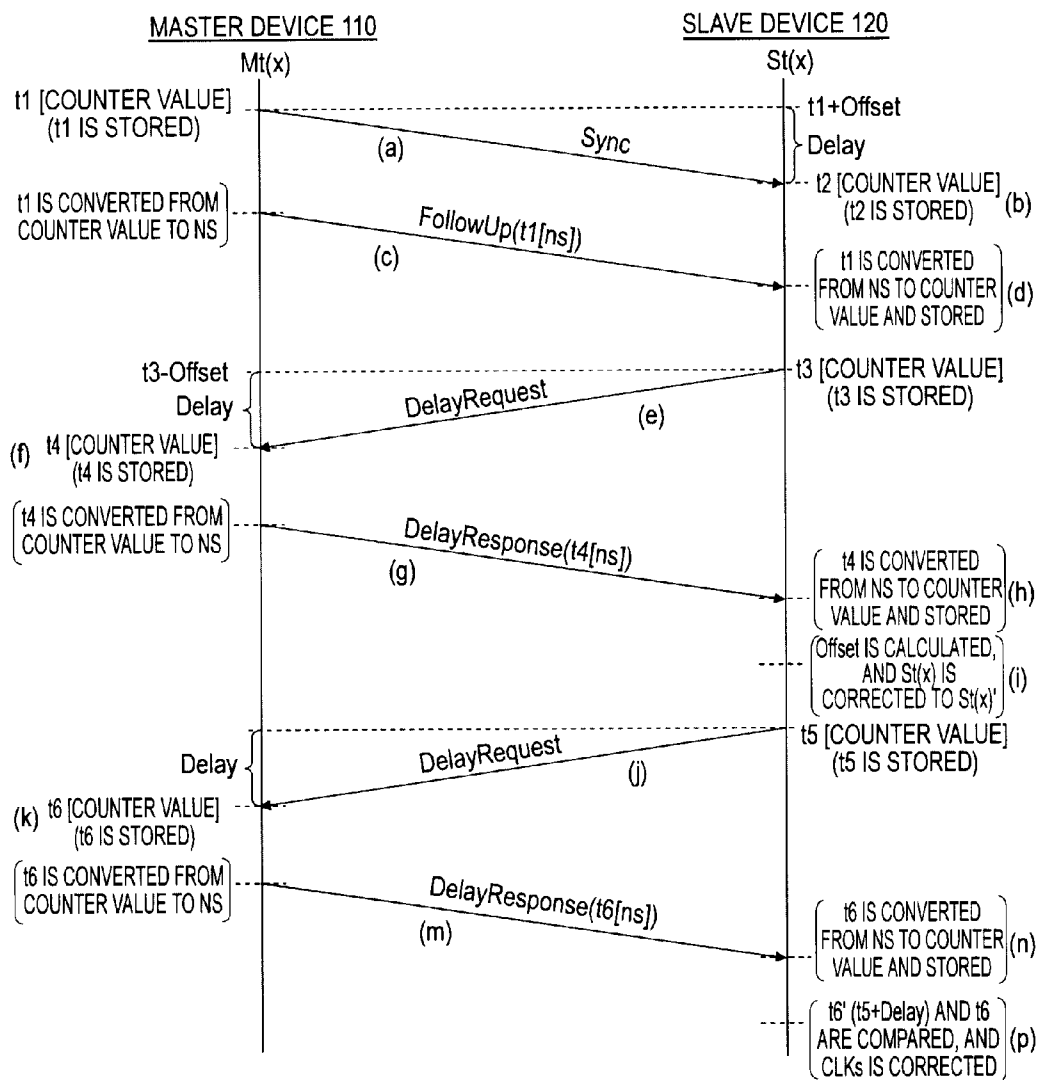 MASTER DEVICE 110
SLAVE DEVICE 120
Mt(x)
St(x)
t1 [COUNTER VALUE]
(t1 IS STORED)
t1+Offset
Delay
(a)
Sync
t2 [COUNTER VALUE]
(t2 IS STORED)
(b)
t1 IS CONVERTED FROM
COUNTER VALUE TO NS
FollowUp(t1[ns])
(c)
t1 IS CONVERTED
FROM NS TO COUNTER
VALUE AND STORED
(d)
t3-Offset
Delay
t3 [COUNTER VALUE]
(t3 IS STORED)
DelayRequest
(e)
(f)
t4 [COUNTER VALUE]
(t4 IS STORED)
t4 IS CONVERTED FROM
COUNTER VALUE TO NS
DelayResponse(t4[ns])
(g)
t4 IS CONVERTED
FROM NS TO COUNTER
VALUE AND STORED
(h)
Offset IS CALCULATED,
AND St(x) IS
CORRECTED TO St(x)'
(i)
t5 [COUNTER VALUE]
(t5 IS STORED)
Delay
DelayRequest
(j)
(k)
t6 [COUNTER VALUE]
(t6 IS STORED)
t6 IS CONVERTED FROM
COUNTER VALUE TO NS
DelayResponse(t6[ns])
(m)
t6 IS CONVERTED
FROM NS TO COUNTER
VALUE AND STORED
(n)
t6' (t5+Delay) AND t6
ARE COMPARED, AND
CLKs IS CORRECTED
(p)